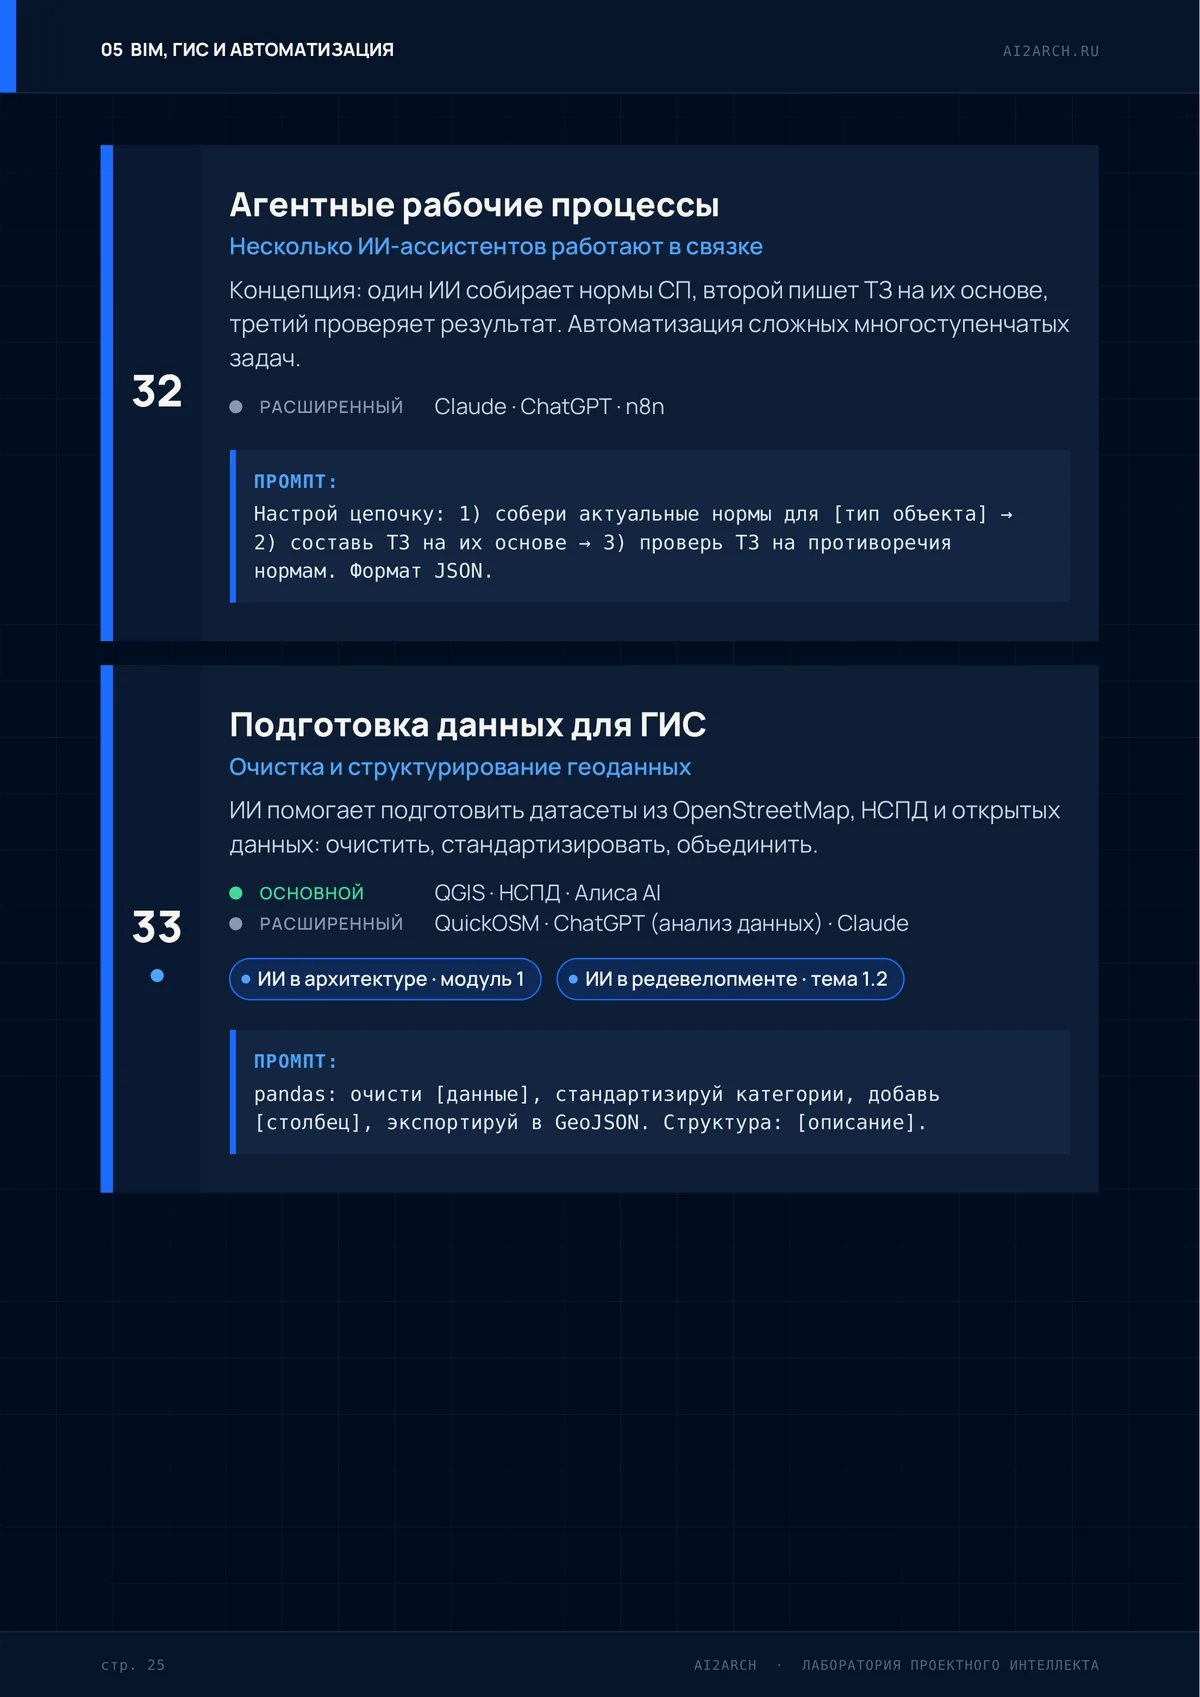 05 BIM, ГИС И АВТОМАТИЗАЦИЯ
AI2ARCH.RU
32
Агентные рабочие процессы
Несколько ИИ-ассистентов работают в связке
Концепция: один ИИ собирает нормы СП, второй пишет ТЗ на их основе,
третий проверяет результат. Автоматизация сложных многоступенчатых
задач.
РАСШИРЕННЫЙ Claude · ChatGPT · n8n
ПРОМПТ:
Настрой цепочку: 1) собери актуальные нормы для [тип объекта] →
2) составь ТЗ на их основе → 3) проверь ТЗ на противоречия
нормам. Формат JSON.
33
Подготовка данных для ГИС
Очистка и структурирование геоданных
ИИ помогает подготовить датасеты из OpenStreetMap, НСПД и открытых
данных: очистить, стандартизировать, объединить.
ОСНОВНОЙ QGIS · НСПД · Алиса AI
РАСШИРЕННЫЙ QuickOSM · ChatGPT (анализ данных) · Claude
ИИ в архитектуре · модуль 1
ИИ в редевелопменте · тема 1.2
ПРОМПТ:
pandas: очисти [данные], стандартизируй категории, добавь
[столбец], экспортируй в GeoJSON. Структура: [описание].
стр. 25
AI2ARCH · ЛАБОРАТОРИЯ ПРОЕКТНОГО ИНТЕЛЛЕКТА